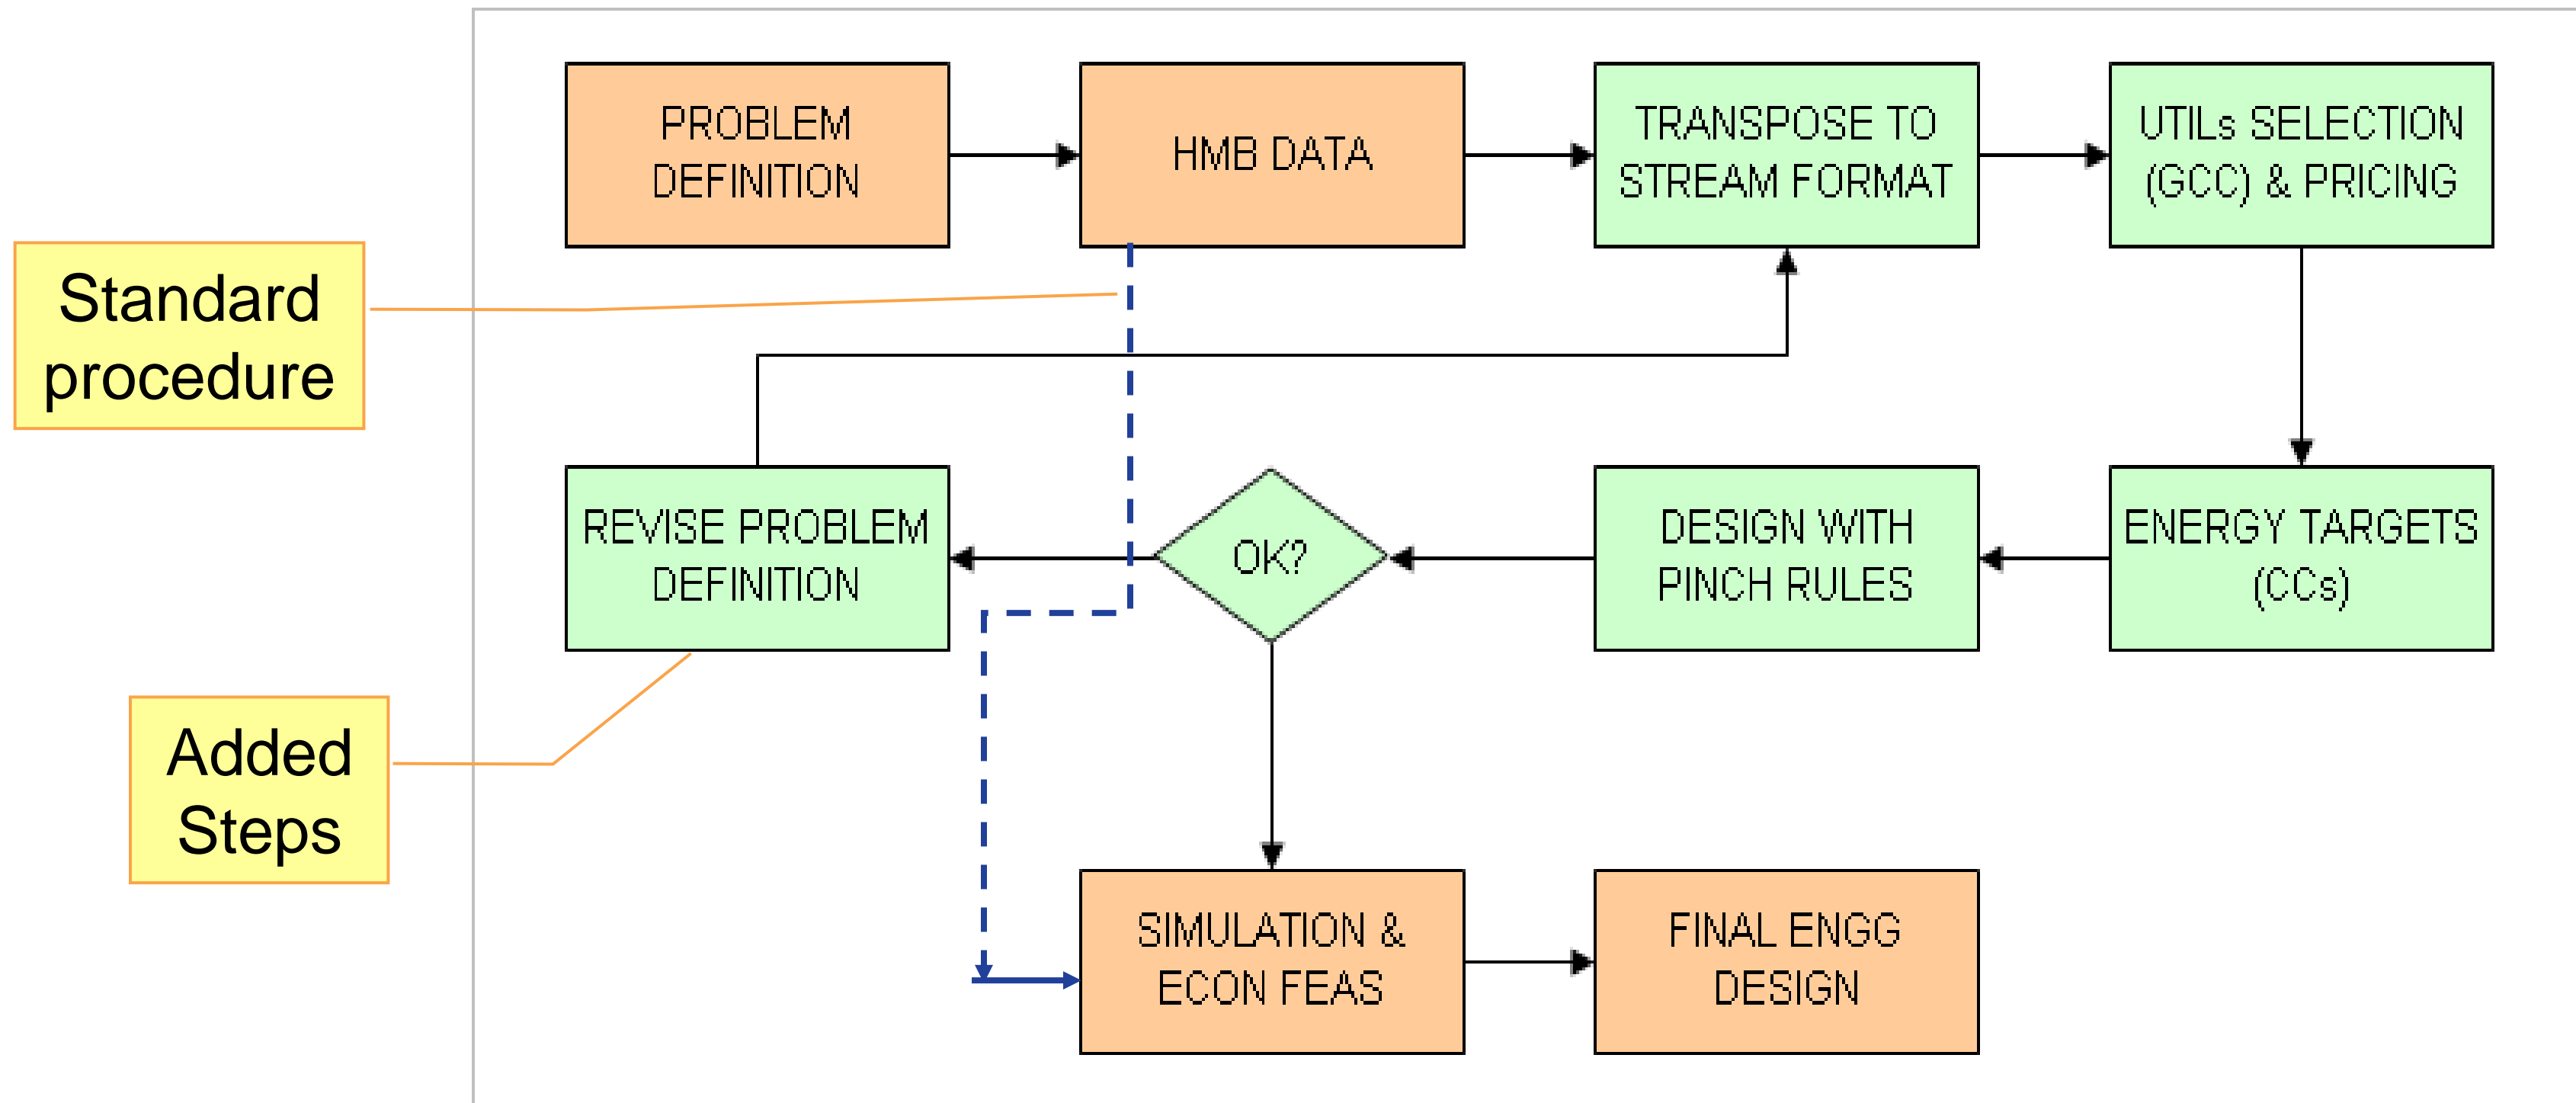 PROBLEM
DEFINITION
HMB DATA
TRANSPOSE TO
STREAM FORMAT
UTILs SELECTION
(GCC) & PRICING
Standard
procedure
REVISE PROBLEM
DEFINITION
OK?
DESIGN WITH
PINCH RULES
ENERGY TARGETS
(CCs)
Added
Steps
SIMULATION &
ECON FEAS
FINAL ENGG
DESIGN